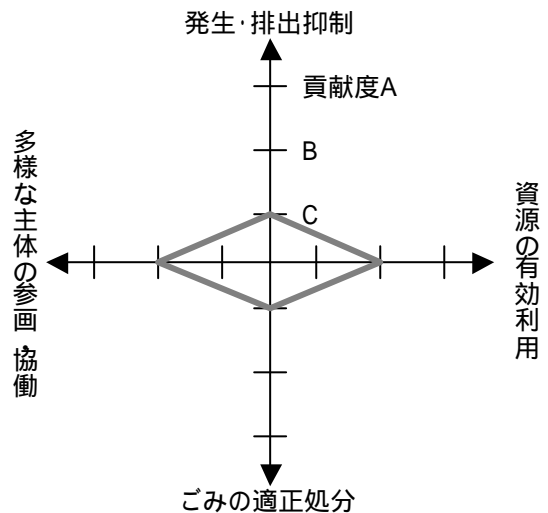 発生・排出抑制
貢献度A
B
C
多様な主体の参画・協働
資源の有効利用
ごみの適正処分